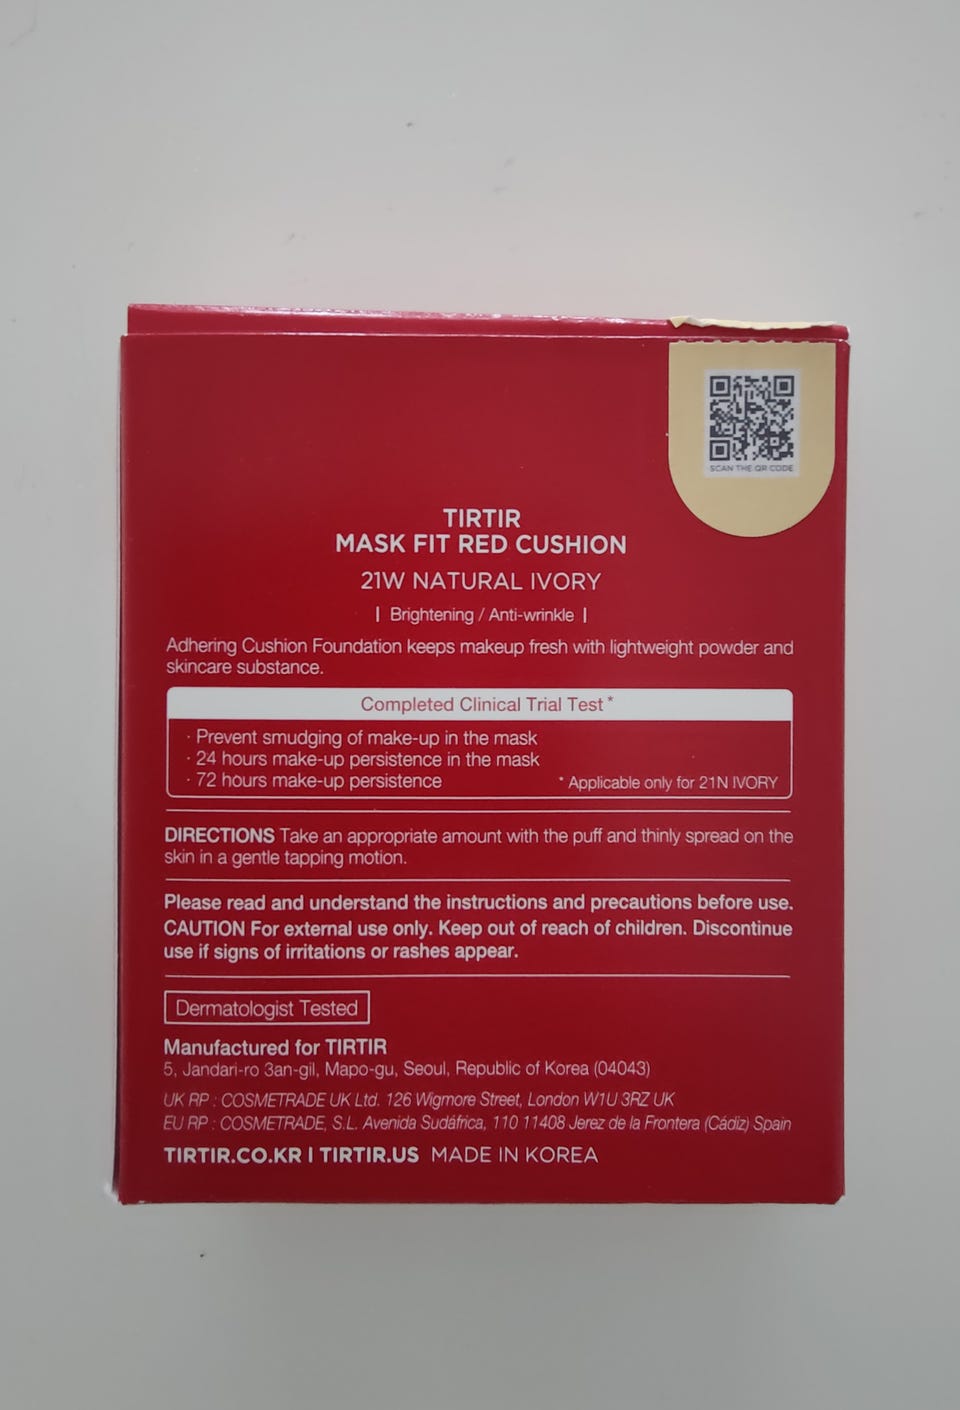 SCAN THE QR CODE
TIRTIR
MASK FIT RED CUSHION
21W NATURAL IVORY
| Brightening / Anti-wrinkle |
Adhering Cushion Foundation keeps makeup fresh with lightweight powder and
skincare substance.
Completed Clinical Trial Test*
· Prevent smudging of make-up in the mask
· 24 hours make-up persistence in the mask
· 72 hours make-up persistence
* Applicable only for 21N IVORY
DIRECTIONS Take an appropriate amount with the puff and thinly spread on the
skin in a gentle tapping motion.
Please read and understand the instructions and precautions before use.
CAUTION For external use only. Keep out of reach of children. Discontinue
use if signs of irritations or rashes appear.
Dermatologist Tested
Manufactured for TIRTIR
5, Jandari-ro 3an-gil, Mapo-gu, Seoul, Republic of Korea (04043)
UK RP : COSMETRADE UK Ltd. 126 Wigmore Street, London W1U 3RZ UK
EU RP : COSMETRADE, S.L. Avenida Sudáfrica, 110 11408 Jerez de la Frontera (Cádiz) Spain
TIRTIR.CO.KR | TIRTIR.US MADE IN KOREA